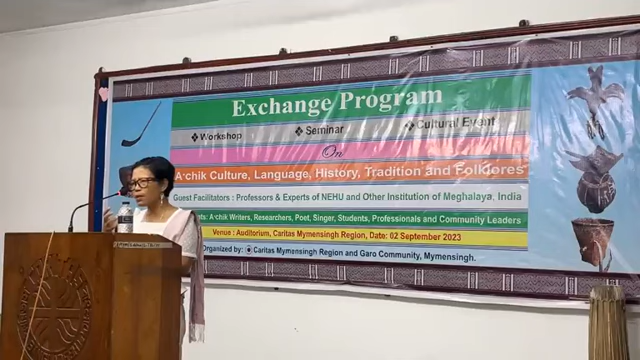 Exchange Program
❖ Workshop ❖ Seminar ❖ Cultural Event
On
A·chik Culture, Language, History, Tradition and Folklores
Guest Facilitators : Professors & Experts of NEHU and Other Institution of Meghalaya, India
nts: A·chik Writers, Researchers, Poet, Singer, Students, Professionals and Community Leaders
Venue : Auditorium, Caritas Mymensingh Region, Date: 02 September 2023
Organized by: Caritas Mymensingh Region and Garo Community, Mymensingh.